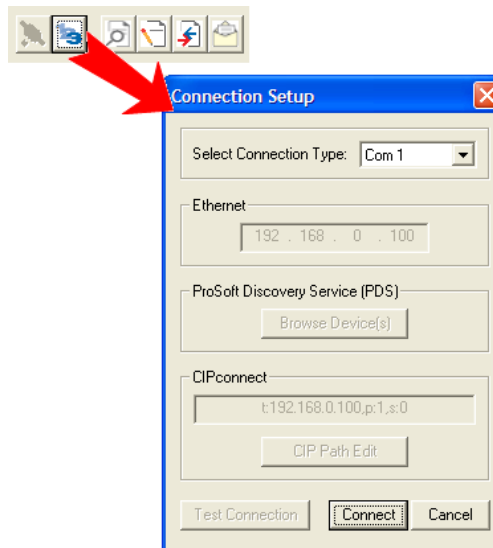 Connection Setup
Select Connection Type: Com 1
Ethernet
192 . 168 . 0 . 100
ProSoft Discovery Service (PDS)
Browse Device(s)
CIPconnect
t:192.168.0.100,p:1,s:0
CIP Path Edit
Test Connection Connect Cancel